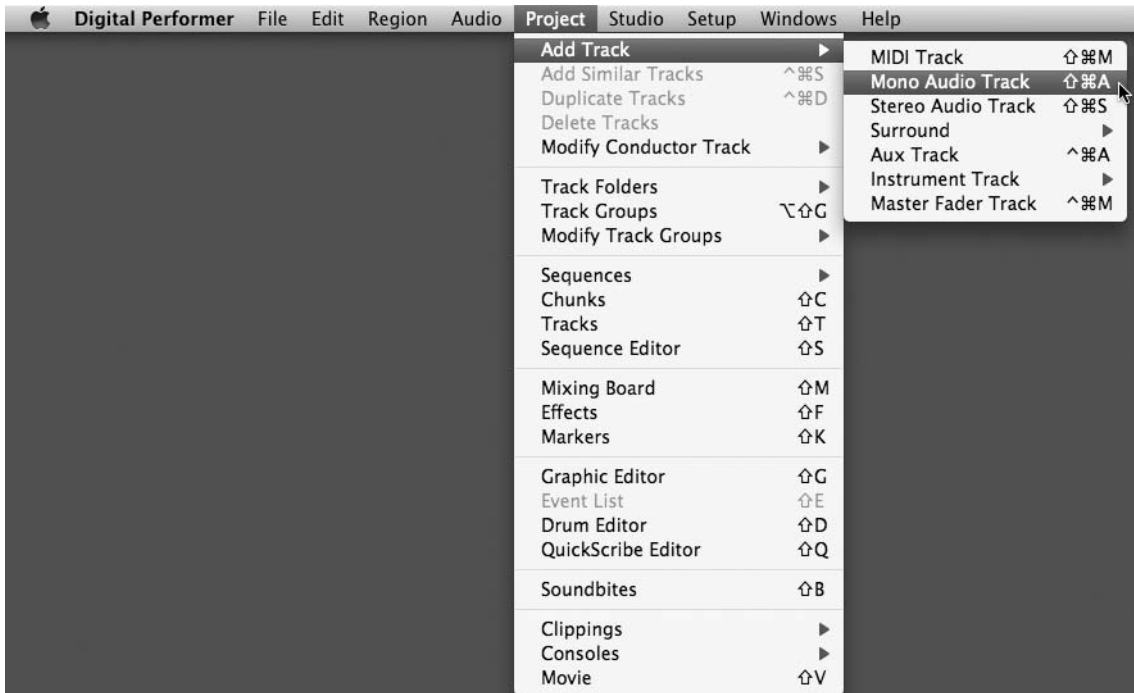 Digital Performer File Edit Region Audio Project Studio Setup Windows Help
Add Track ▶
Add Similar Tracks ^⌘S
Duplicate Tracks ^⌘D
Delete Tracks
Modify Conductor Track ▶
Track Folders ▶
Track Groups ⌥⇧G
Modify Track Groups ▶
Sequences ▶
Chunks ⇧C
Tracks ⇧T
Sequence Editor ⇧S
Mixing Board ⇧M
Effects ⇧F
Markers ⇧K
Graphic Editor ⇧G
Event List ⇧E
Drum Editor ⇧D
QuickScribe Editor ⇧Q
Soundbites ⇧B
Clippings ▶
Consoles ▶
Movie ⇧V
MIDI Track ⇧⌘M
Mono Audio Track ⇧⌘A
Stereo Audio Track ⇧⌘S
Surround ▶
Aux Track ^⌘A
Instrument Track ▶
Master Fader Track ^⌘M